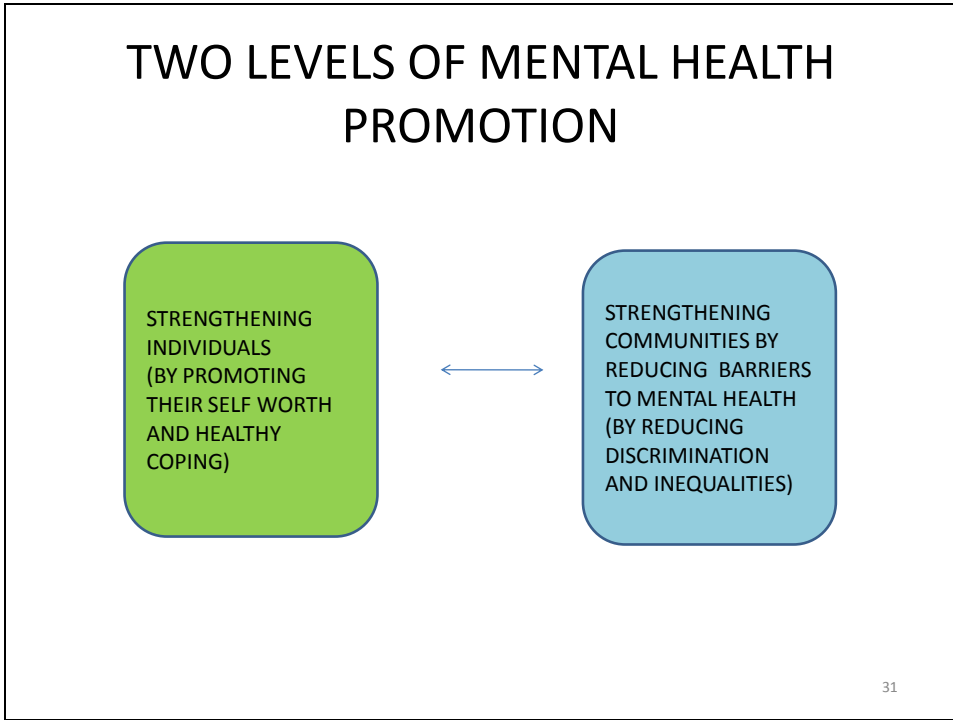 TWO LEVELS OF MENTAL HEALTH
PROMOTION
STRENGTHENING
INDIVIDUALS
(BY PROMOTING
THEIR SELF WORTH
AND HEALTHY
COPING)
STRENGTHENING
COMMUNITIES BY
REDUCING BARRIERS
TO MENTAL HEALTH
(BY REDUCING
DISCRIMINATION
AND INEQUALITIES)
31